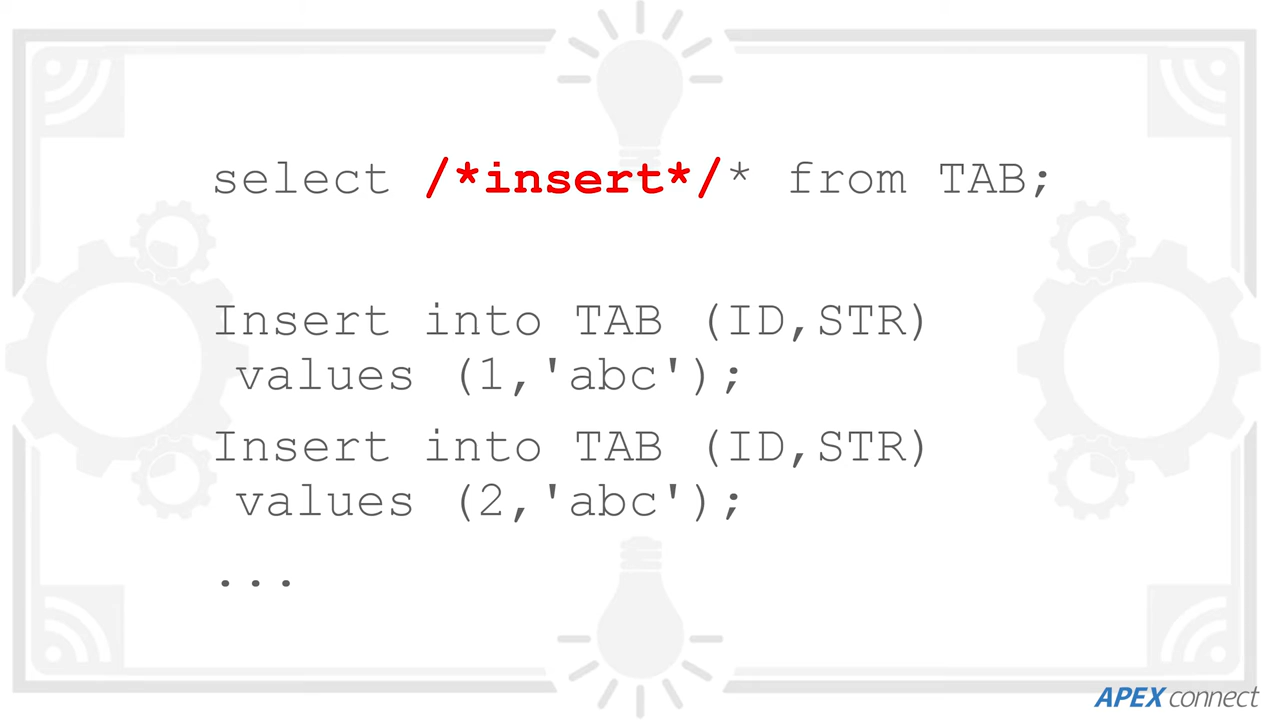 select /*insert*/* from TAB;
Insert into TAB (ID,STR)
values (1,'abc');
Insert into TAB (ID,STR)
values (2,'abc');
...
APEX connect